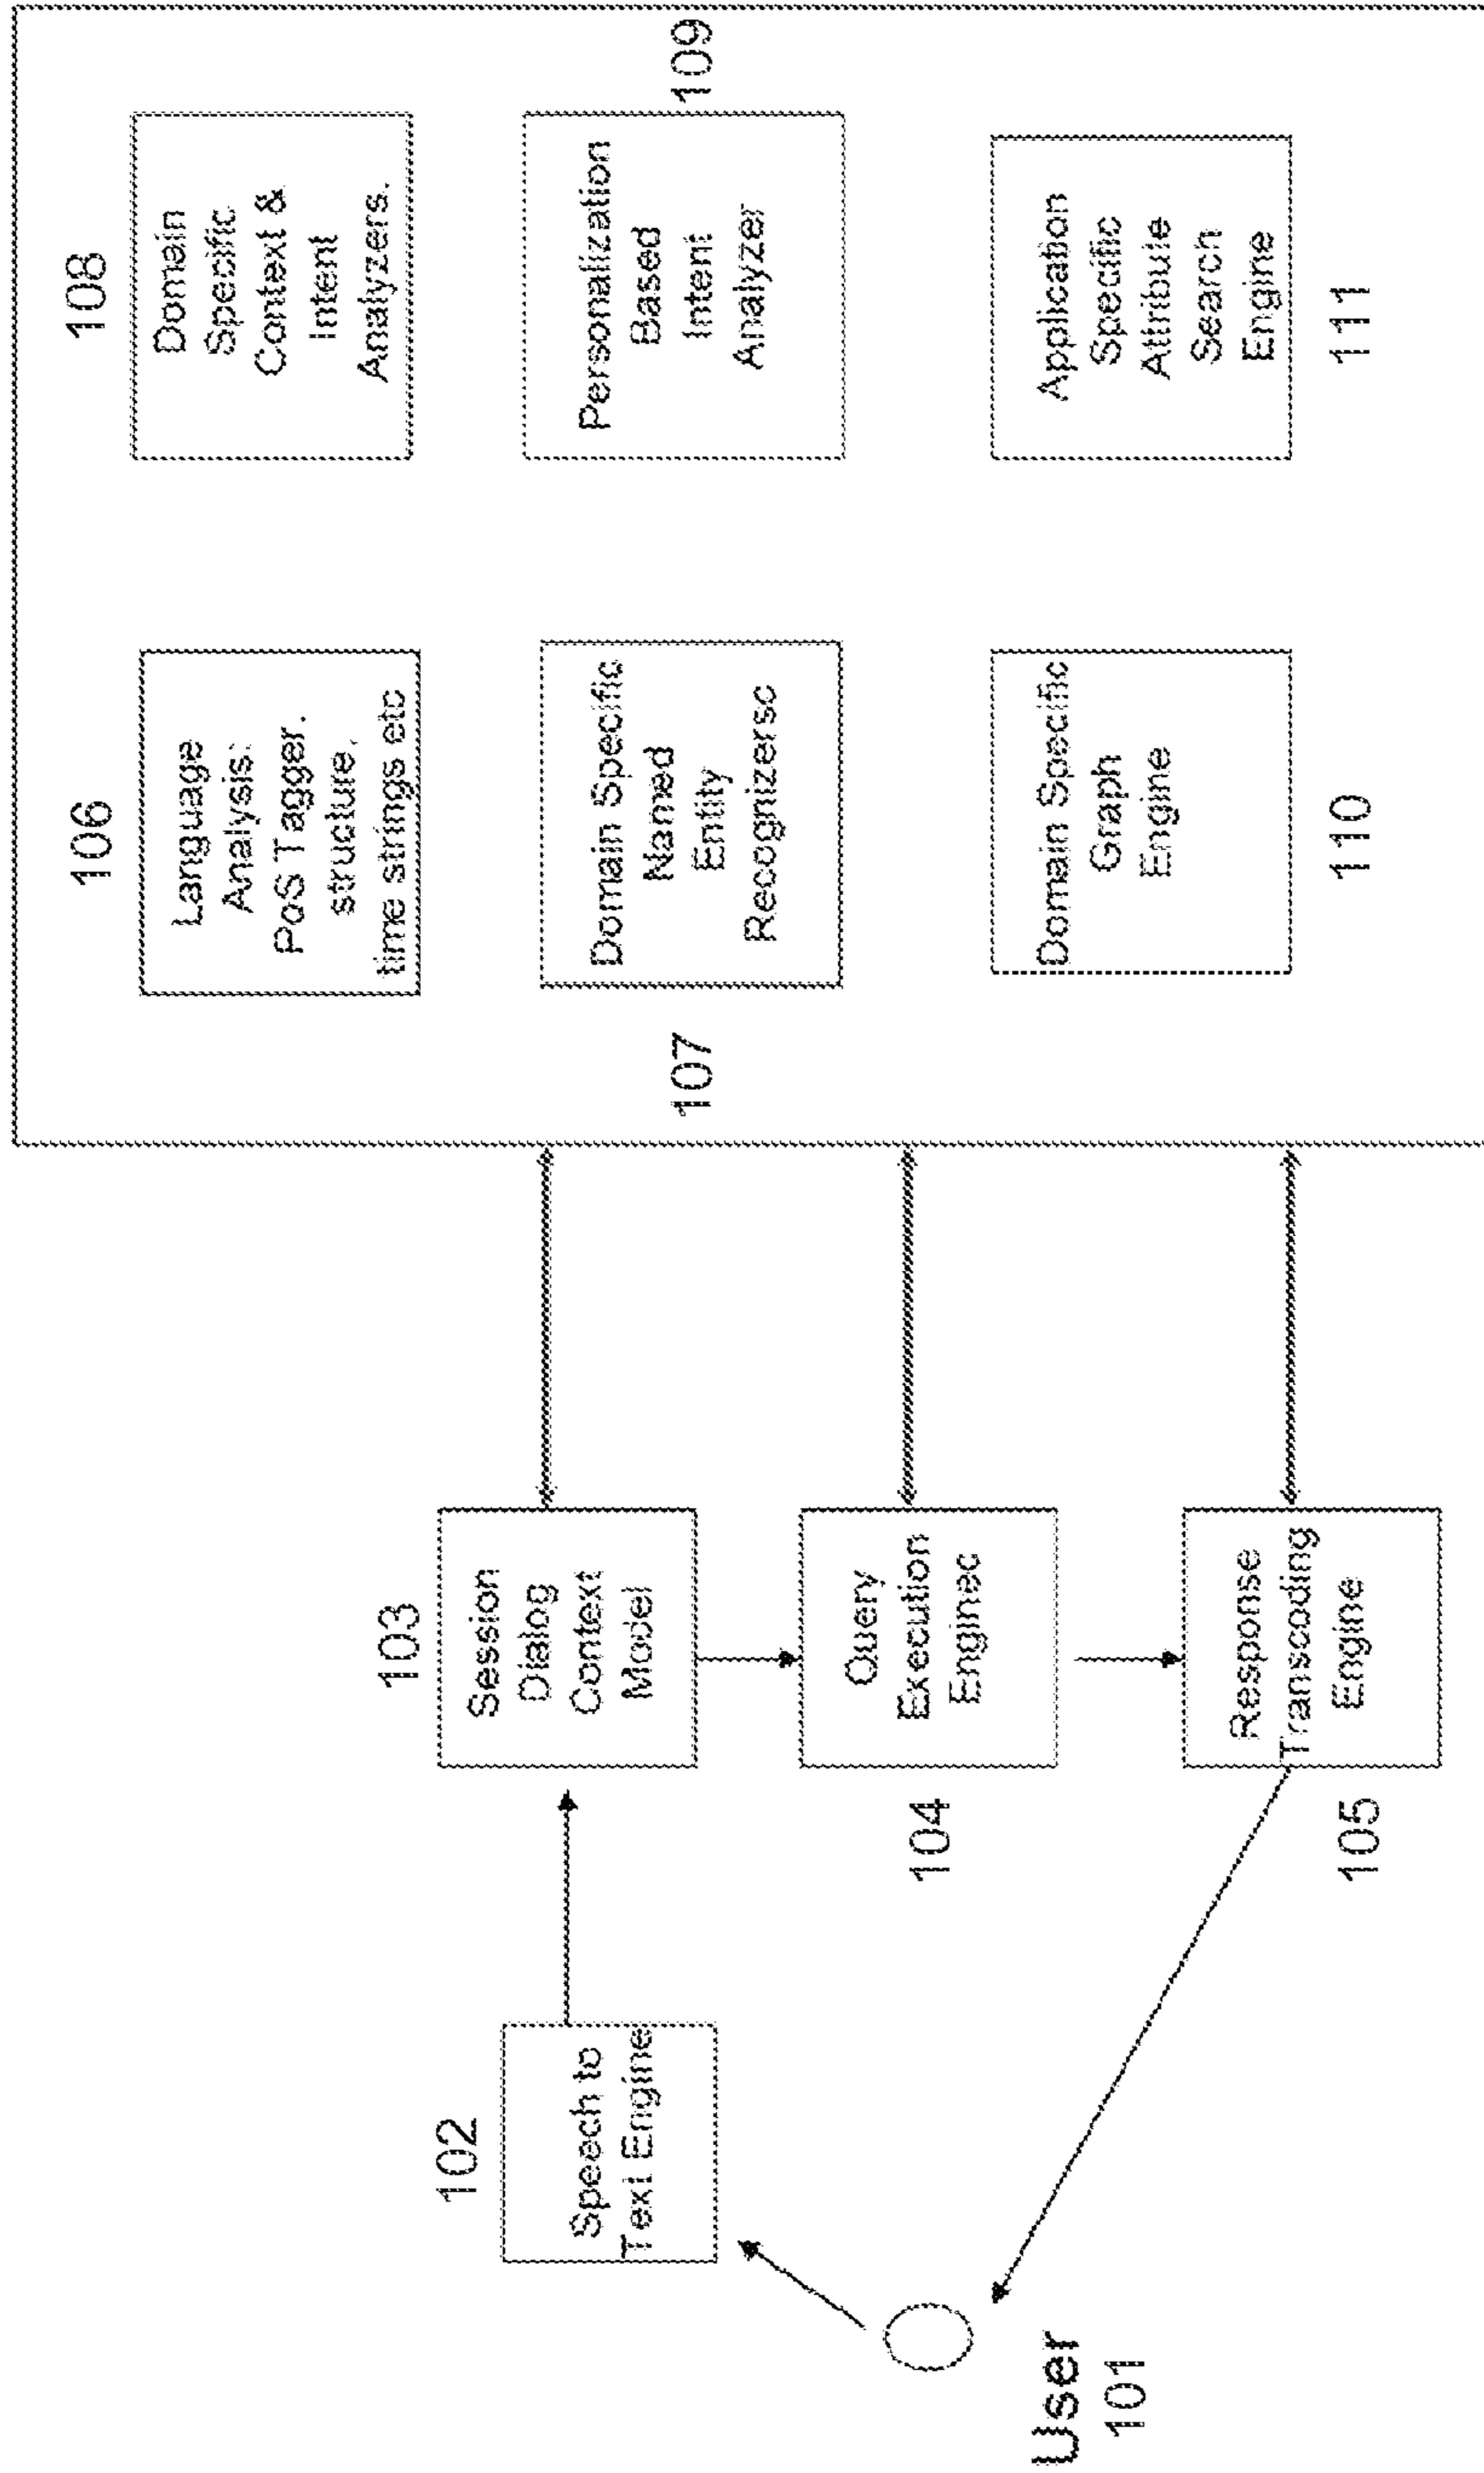 102
Speech to
Text Engine
User
101
103
Session
Dialog
Context
Model
104
Query
Execution
Enginec
105
Response
Transcoding
Engine
106
Language
Analysis:
PoS Tagger.
structure,
time strings etc
107
Domain Specific
Named
Entity
Recognizersc
110
Domain Specific
Graph
Engine
108
Domain
Specific
Context &
Intent
Analyzers.
109
Personalization
Based
Intent
Analyzer
111
Application
Specific
Attribute
Search
Engine